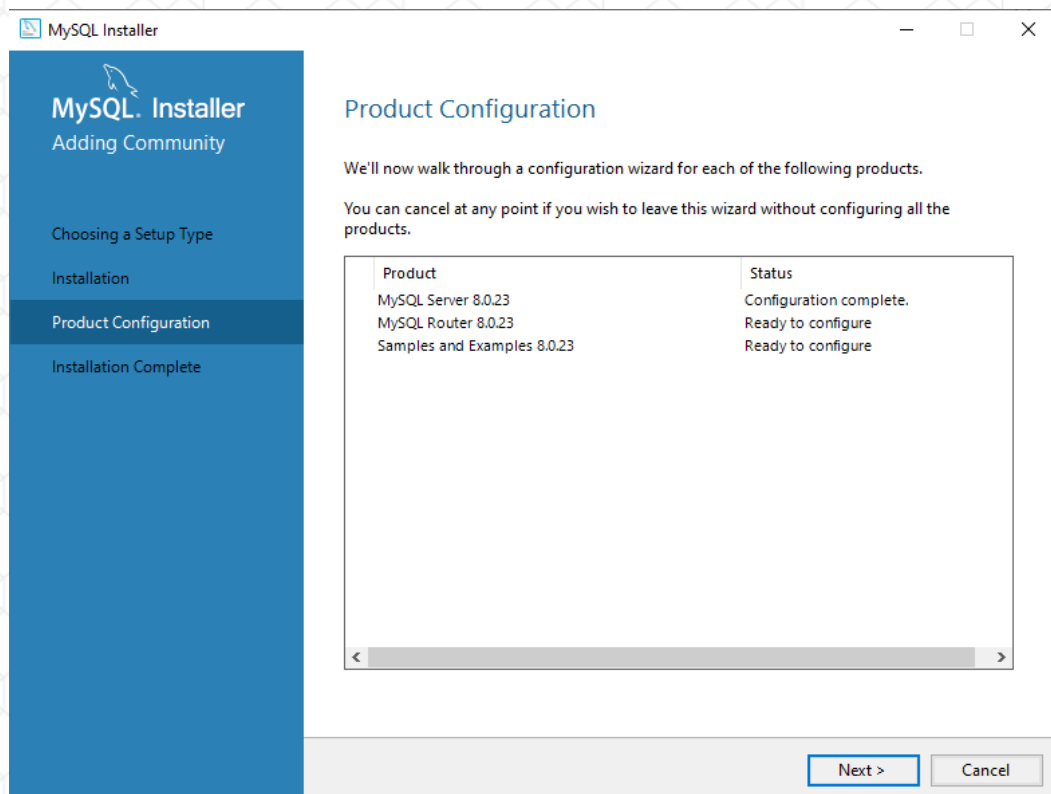 MySQL Installer
MySQL. Installer
Adding Community
Choosing a Setup Type
Installation
Product Configuration
Installation Complete
Product Configuration
We'll now walk through a configuration wizard for each of the following products.
You can cancel at any point if you wish to leave this wizard without configuring all the
products.
Product Status
MySQL Server 8.0.23 Configuration complete.
MySQL Router 8.0.23 Ready to configure
Samples and Examples 8.0.23 Ready to configure
Next > Cancel